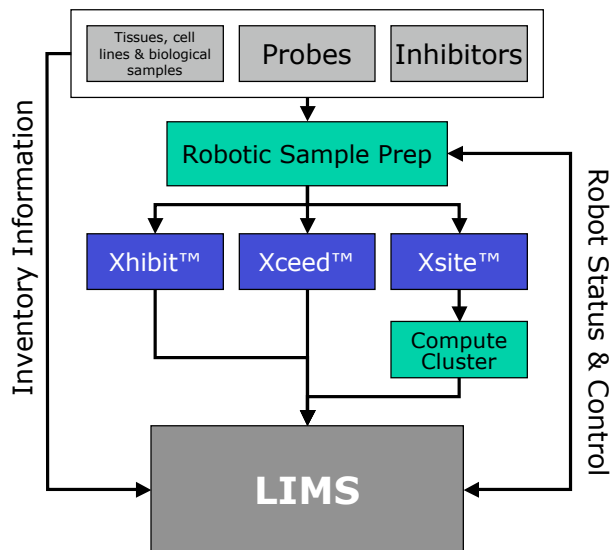 Tissues, cell
lines & biological
samples
Probes
Inhibitors
Robotic Sample Prep
Xhibit™
Xceed™
Xsite™
Compute
Cluster
LIMS
Inventory Information
Robot Status & Control